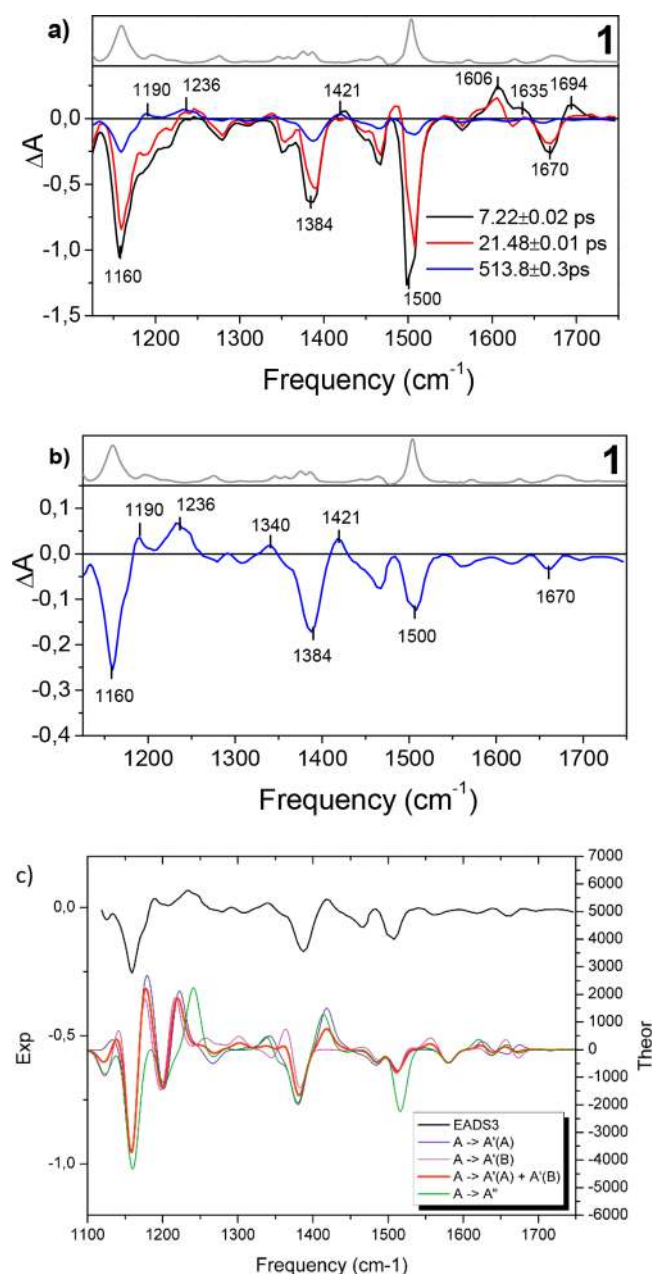 a)
1
1190
1236
1421
1606
1635
1694
0,0
-0,5
-1,0
-1,5
ΔA
1160
1384
1500
1670
7.22±0.02 ps
21.48±0.01 ps
513.8±0.3ps
1200 1300 1400 1500 1600 1700
Frequency (cm-1)
b)
1
1190
1236
1340
1421
0,1
0,0
-0,1
-0,2
-0,3
-0,4
ΔA
1160
1384
1500
1670
1200 1300 1400 1500 1600 1700
Frequency (cm-1)
c)
0,0
-0,5
-1,0
Exp
7000
6000
5000
4000
3000
2000
1000
0
-1000
-2000
-3000
-4000
-5000
-6000
Theor
EADS3
A -> A'(A)
A -> A'(B)
A -> A'(A) + A'(B)
A -> A"
1100 1200 1300 1400 1500 1600 1700
Frequency (cm-1)